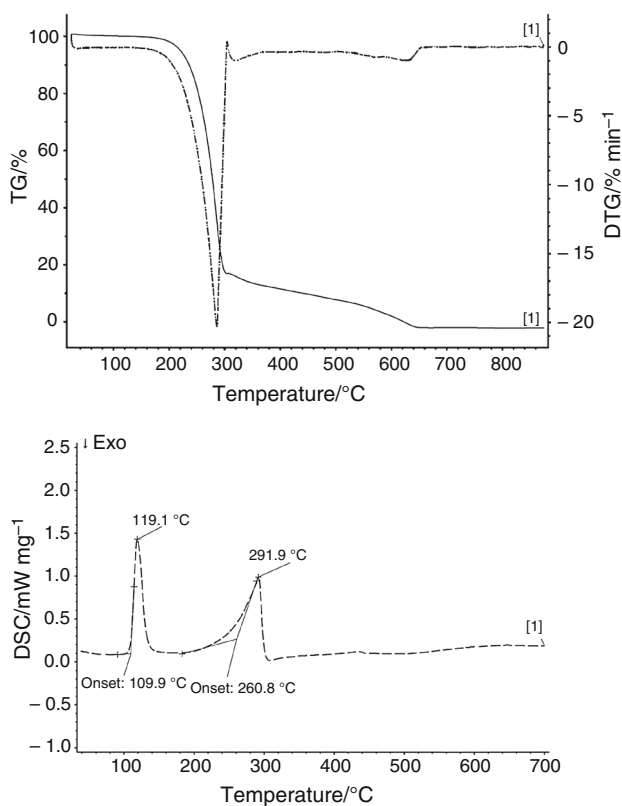 [1]
100
80
60
40
20
0
TG/%
0
– 5
– 10
– 15
– 20
DTG/% min⁻¹
[1]
100 200 300 400 500 600 700 800
Temperature/°C
↓ Exo
2.5
2.0
1.5
1.0
0.5
0.0
– 0.5
– 1.0
DSC/mW mg⁻¹
119.1 °C
291.9 °C
[1]
Onset: 109.9 °C
Onset: 260.8 °C
100 200 300 400 500 600 700
Temperature/°C